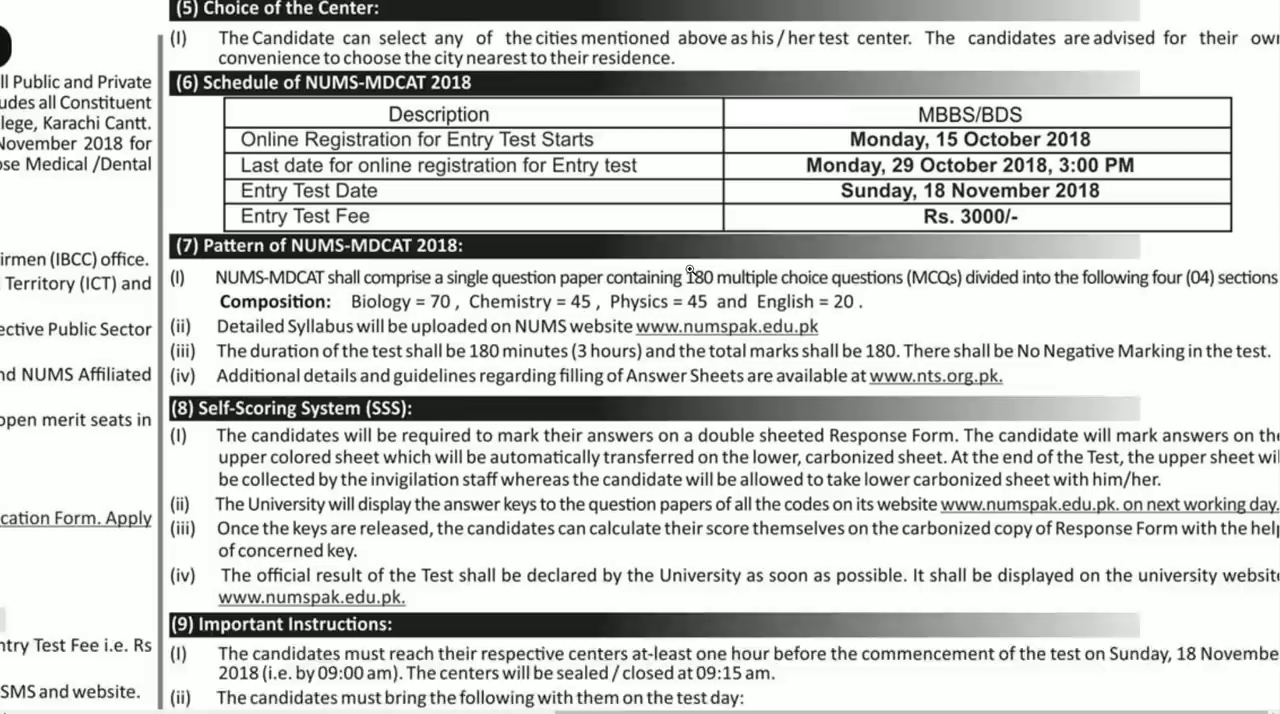 ll Public and Private
udes all Constituent
lege, Karachi Cantt.
November 2018 for
ose Medical /Dental
irmen (IBCC) office.
Territory (ICT) and
ective Public Sector
nd NUMS Affiliated
open merit seats in
cation Form. Apply
ntry Test Fee i.e. Rs
SMS and website.
(5) Choice of the Center:
(I) The Candidate can select any of the cities mentioned above as his / her test center. The candidates are advised for their own
convenience to choose the city nearest to their residence.
(6) Schedule of NUMS-MDCAT 2018
Description MBBS/BDS
Online Registration for Entry Test Starts Monday, 15 October 2018
Last date for online registration for Entry test Monday, 29 October 2018, 3:00 PM
Entry Test Date Sunday, 18 November 2018
Entry Test Fee Rs. 3000/-
(7) Pattern of NUMS-MDCAT 2018:
(I) NUMS-MDCAT shall comprise a single question paper containing 180 multiple choice questions (MCQs) divided into the following four (04) sections
Composition: Biology = 70 , Chemistry = 45 , Physics = 45 and English = 20 .
(ii) Detailed Syllabus will be uploaded on NUMS website www.numspak.edu.pk
(iii) The duration of the test shall be 180 minutes (3 hours) and the total marks shall be 180. There shall be No Negative Marking in the test.
(iv) Additional details and guidelines regarding filling of Answer Sheets are available at www.nts.org.pk.
(8) Self-Scoring System (SSS):
(I) The candidates will be required to mark their answers on a double sheeted Response Form. The candidate will mark answers on the
upper colored sheet which will be automatically transferred on the lower, carbonized sheet. At the end of the Test, the upper sheet wil
be collected by the invigilation staff whereas the candidate will be allowed to take lower carbonized sheet with him/her.
(ii) The University will display the answer keys to the question papers of all the codes on its website www.numspak.edu.pk. on next working day.
(iii) Once the keys are released, the candidates can calculate their score themselves on the carbonized copy of Response Form with the help
of concerned key.
(iv) The official result of the Test shall be declared by the University as soon as possible. It shall be displayed on the university website
www.numspak.edu.pk.
(9) Important Instructions:
(I) The candidates must reach their respective centers at-least one hour before the commencement of the test on Sunday, 18 Novembe
2018 (i.e. by 09:00 am). The centers will be sealed / closed at 09:15 am.
(ii) The candidates must bring the following with them on the test day: